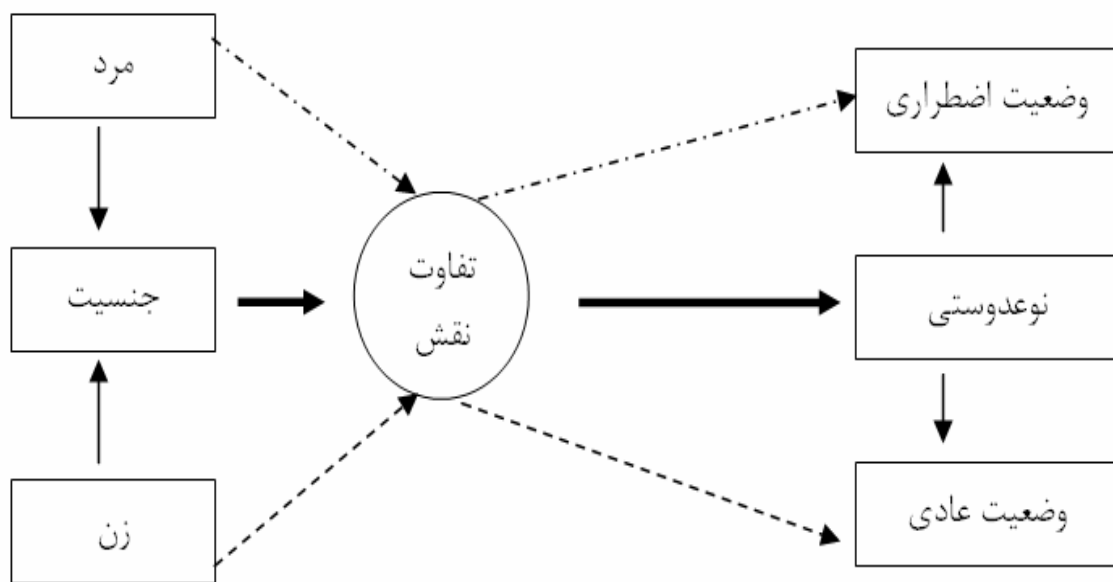 مرد
وضعیت اضطراری
جنسیت
تفاوت
نقش
نوعدوستی
زن
وضعیت عادی